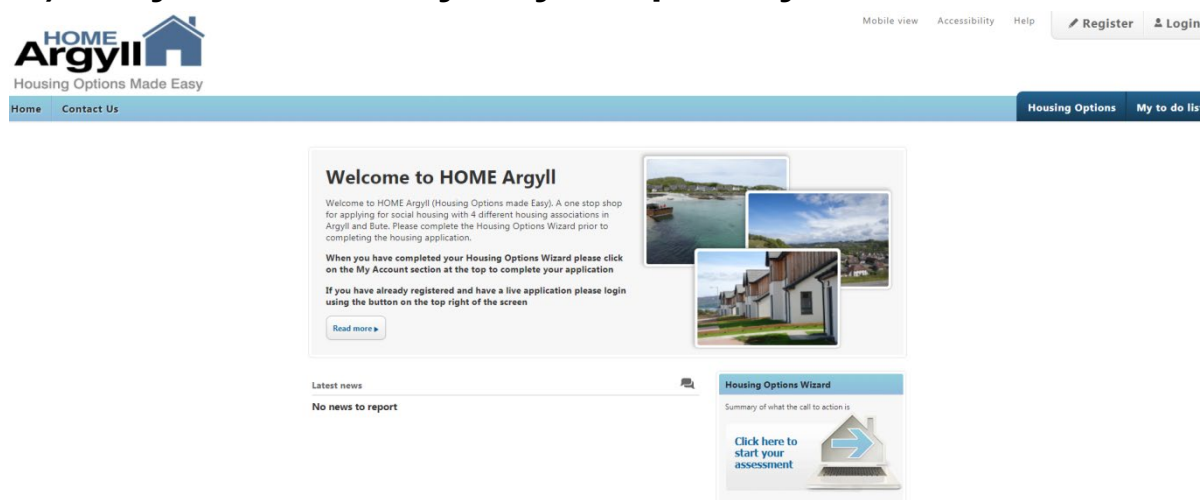 Mobile view Accessibility Help Register Login
HOME
Argyll
Housing Options Made Easy
Home Contact Us Housing Options My to do list
Welcome to HOME Argyll
Welcome to HOME Argyll (Housing Options made Easy). A one stop shop
for applying for social housing with 4 different housing associations in
Argyll and Bute. Please complete the Housing Options Wizard prior to
completing the housing application.
When you have completed your Housing Options Wizard please click
on the My Account section at the top to complete your application
If you have already registered and have a live application please login
using the button on the top right of the screen
Read more
Latest news
No news to report
Housing Options Wizard
Summary of what the call to action is
Click here to
start your
assessment